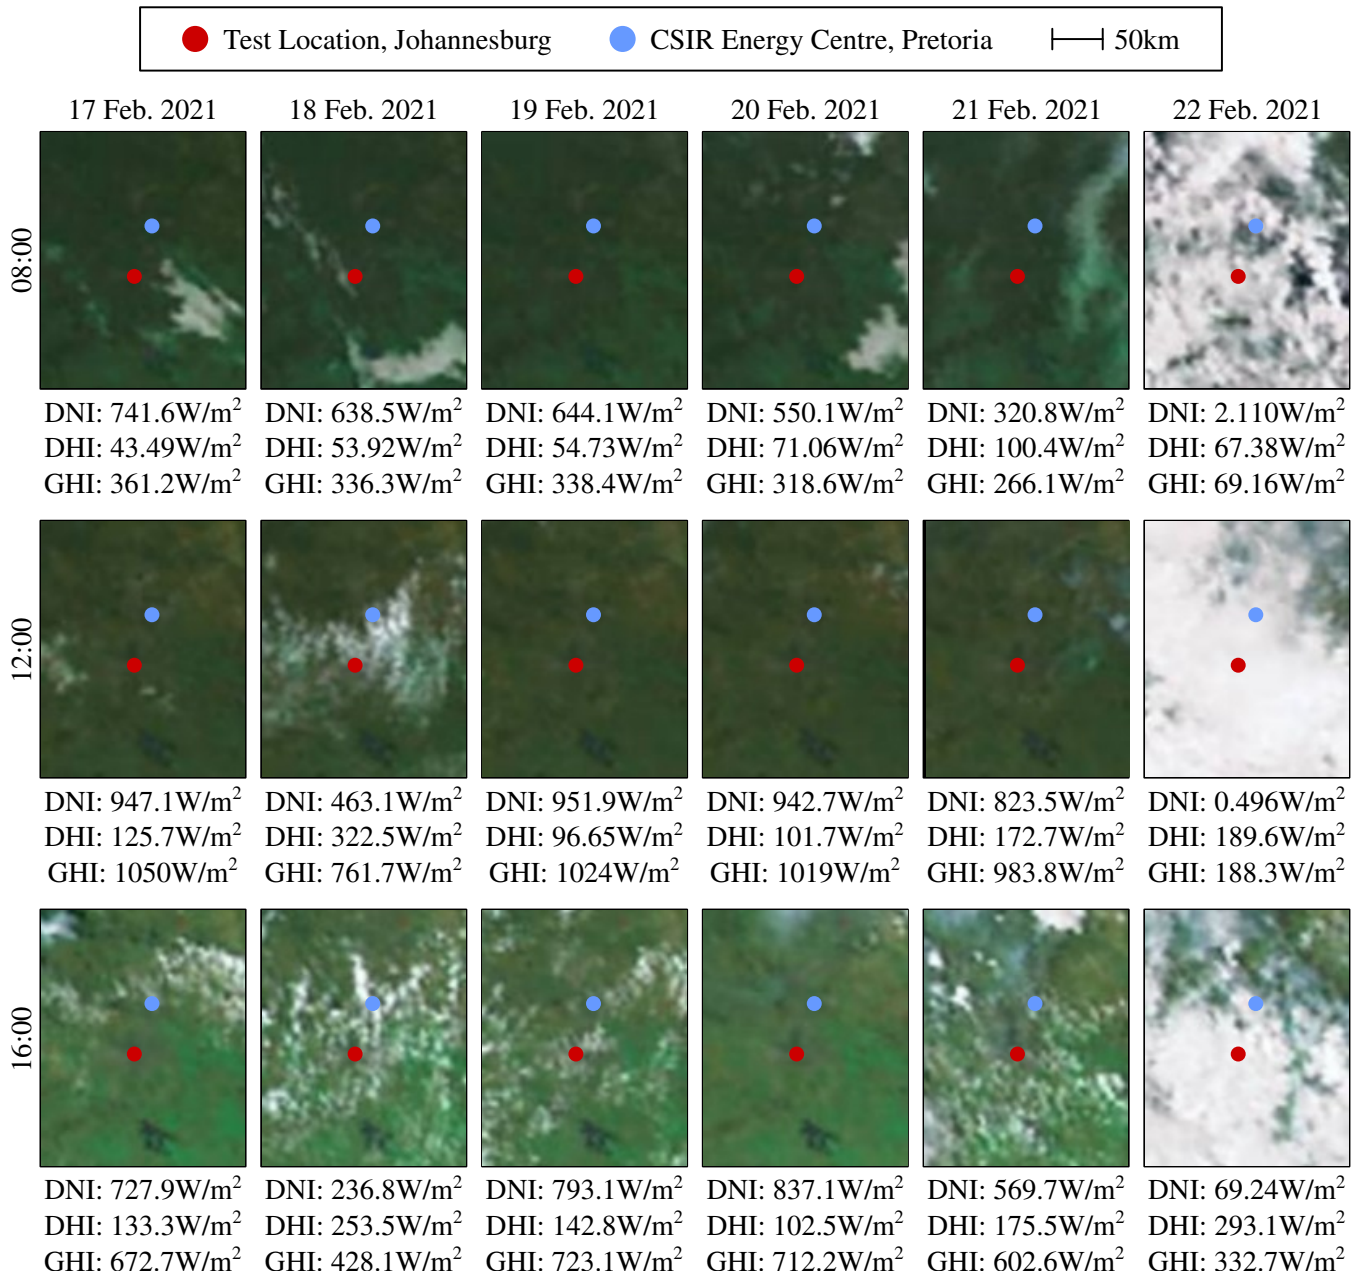 Test Location, Johannesburg CSIR Energy Centre, Pretoria 50km
17 Feb. 2021 18 Feb. 2021 19 Feb. 2021 20 Feb. 2021 21 Feb. 2021 22 Feb. 2021
08:00
DNI: 741.6W/m² DNI: 638.5W/m² DNI: 644.1W/m² DNI: 550.1W/m² DNI: 320.8W/m² DNI: 2.110W/m²
DHI: 43.49W/m² DHI: 53.92W/m² DHI: 54.73W/m² DHI: 71.06W/m² DHI: 100.4W/m² DHI: 67.38W/m²
GHI: 361.2W/m² GHI: 336.3W/m² GHI: 338.4W/m² GHI: 318.6W/m² GHI: 266.1W/m² GHI: 69.16W/m²
12:00
DNI: 947.1W/m² DNI: 463.1W/m² DNI: 951.9W/m² DNI: 942.7W/m² DNI: 823.5W/m² DNI: 0.496W/m²
DHI: 125.7W/m² DHI: 322.5W/m² DHI: 96.65W/m² DHI: 101.7W/m² DHI: 172.7W/m² DHI: 189.6W/m²
GHI: 1050W/m² GHI: 761.7W/m² GHI: 1024W/m² GHI: 1019W/m² GHI: 983.8W/m² GHI: 188.3W/m²
16:00
DNI: 727.9W/m² DNI: 236.8W/m² DNI: 793.1W/m² DNI: 837.1W/m² DNI: 569.7W/m² DNI: 69.24W/m²
DHI: 133.3W/m² DHI: 253.5W/m² DHI: 142.8W/m² DHI: 102.5W/m² DHI: 175.5W/m² DHI: 293.1W/m²
GHI: 672.7W/m² GHI: 428.1W/m² GHI: 723.1W/m² GHI: 712.2W/m² GHI: 602.6W/m² GHI: 332.7W/m²